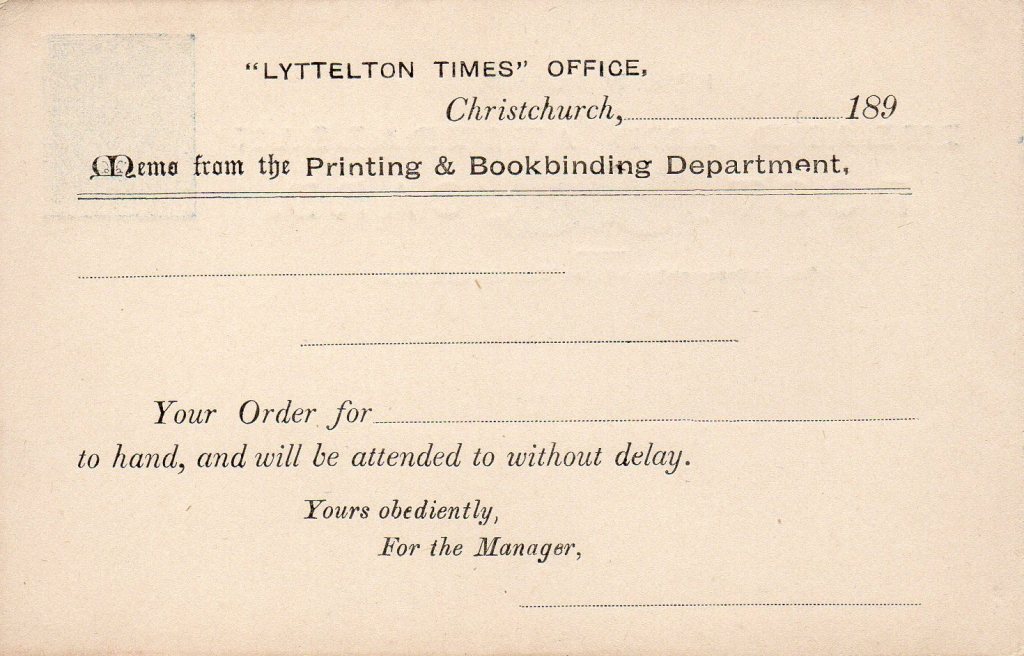 “LYTTELTON TIMES” OFFICE,
Christchurch, 189
Memo from the Printing & Bookbinding Department,
Your Order for
to hand, and will be attended to without delay.
Yours obediently,
For the Manager,